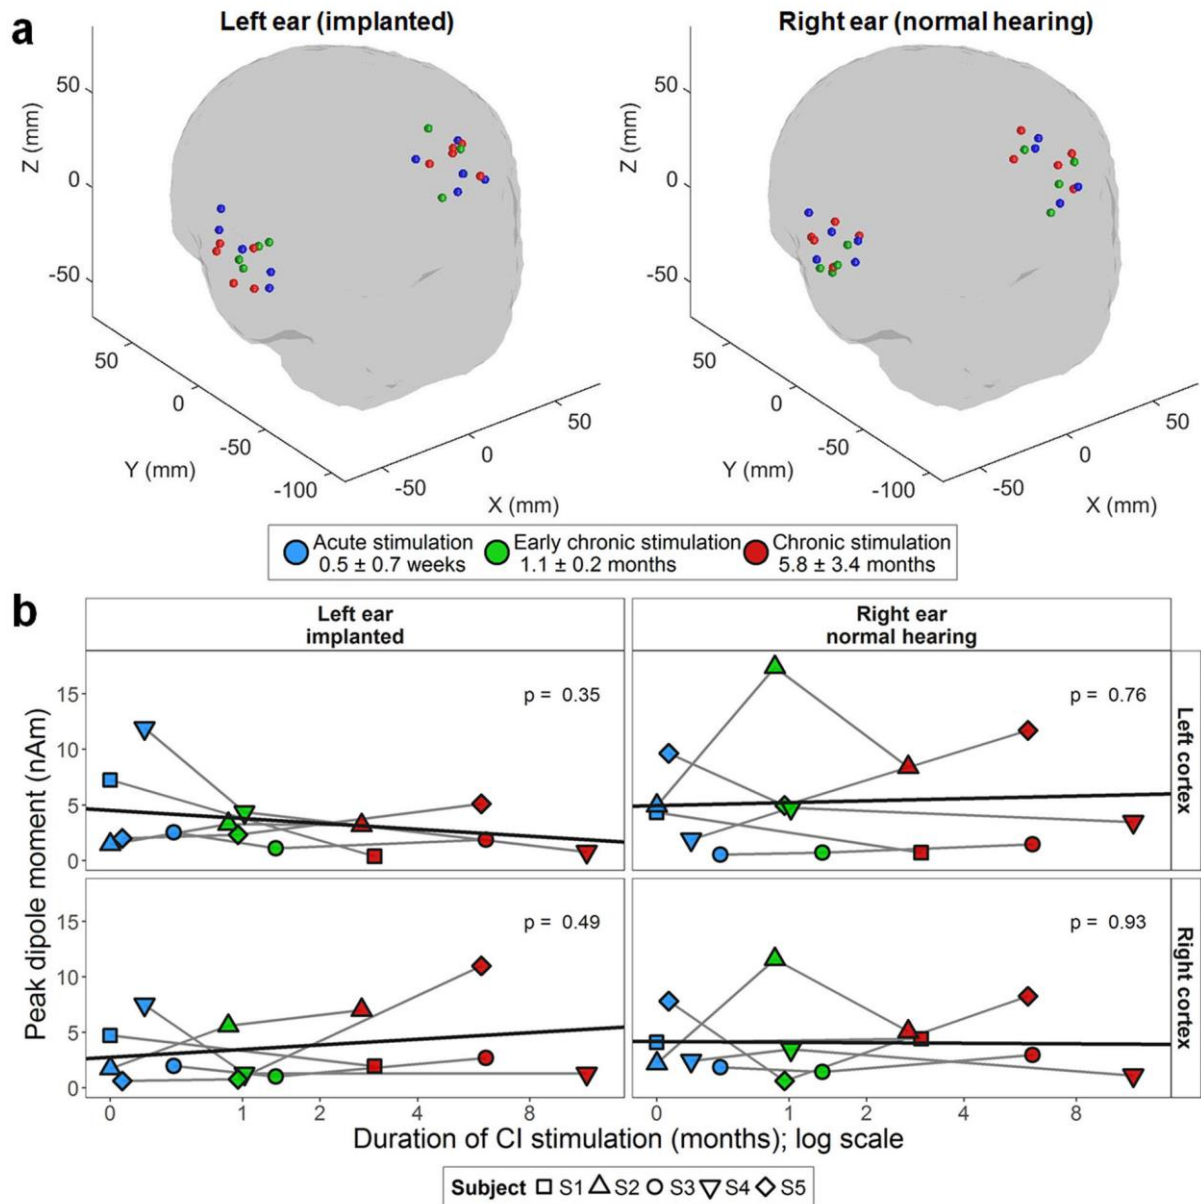 a
Left ear (implanted)
Right ear (normal hearing)
Z (mm)
50
0
-50
50
0
-50
-100
Y (mm)
-50
0
50
X (mm)
Z (mm)
50
0
-50
50
0
-50
-100
Y (mm)
-50
0
50
X (mm)
Acute stimulation
0.5 ± 0.7 weeks
Early chronic stimulation
1.1 ± 0.2 months
Chronic stimulation
5.8 ± 3.4 months
b
Left ear
implanted
Right ear
normal hearing
Peak dipole moment (nAm)
15
10
5
0
p = 0.35
p = 0.76
Left cortex
15
10
5
0
p = 0.49
p = 0.93
Right cortex
0 1 2 4 8
0 1 2 4 8
Duration of CI stimulation (months); log scale
Subject S1 S2 S3 S4 S5